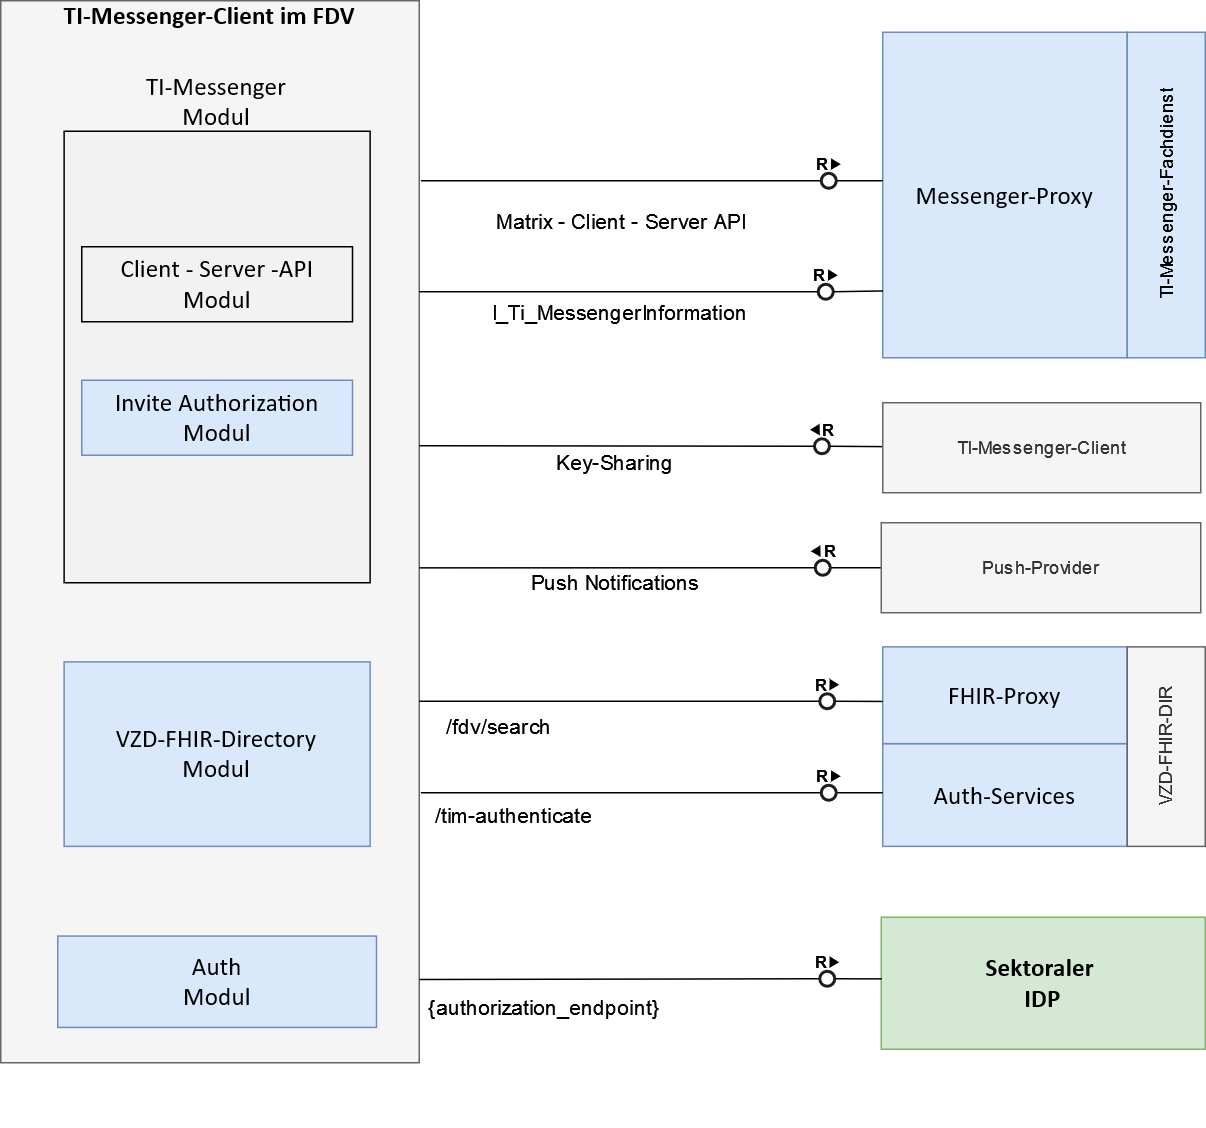 TI-Messenger-Client im FDV
TI-Messenger
Modul
Client - Server -API
Modul
Invite Authorization
Modul
VZD-FHIR-Directory
Modul
Auth
Modul
R
Matrix - Client - Server API
R
I_Ti_MessengerInformation
R
Key-Sharing
R
Push Notifications
R
/fdv/search
R
/tim-authenticate
R
{authorization_endpoint}
Messenger-Proxy
TI-Messenger-Fachdienst
TI-Messenger-Client
Push-Provider
FHIR-Proxy
Auth-Services
VZD-FHIR-DIR
Sektoraler
IDP